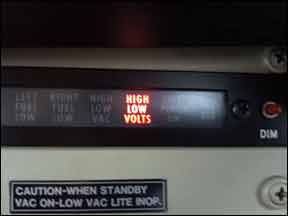 LEFT FUEL LOW
RIGHT FUEL LOW
HIGH LOW VAC
HIGH LOW VOLTS
DIM
CAUTION-WHEN STANDBY
VAC ON-LOW VAC LITE INOP.